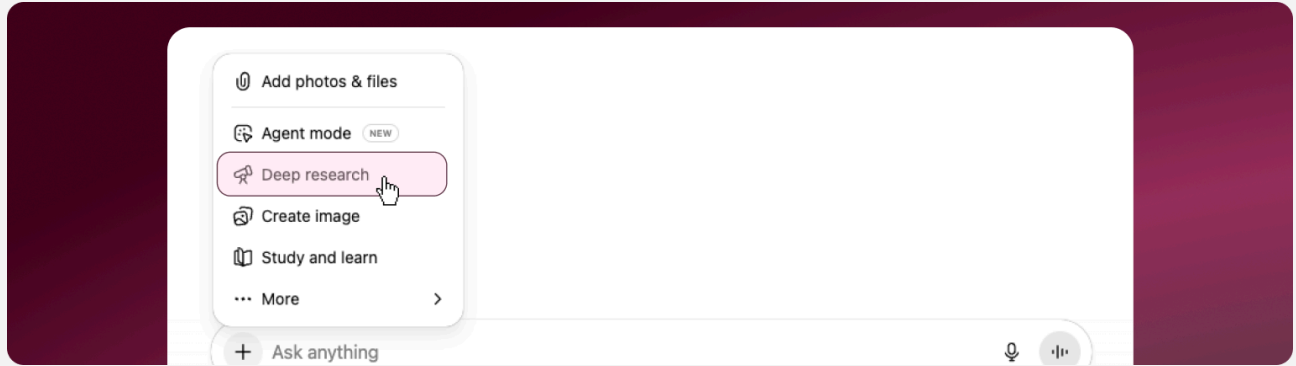 Add photos & files
Agent mode NEW
Deep research
Create image
Study and learn
More
Ask anything